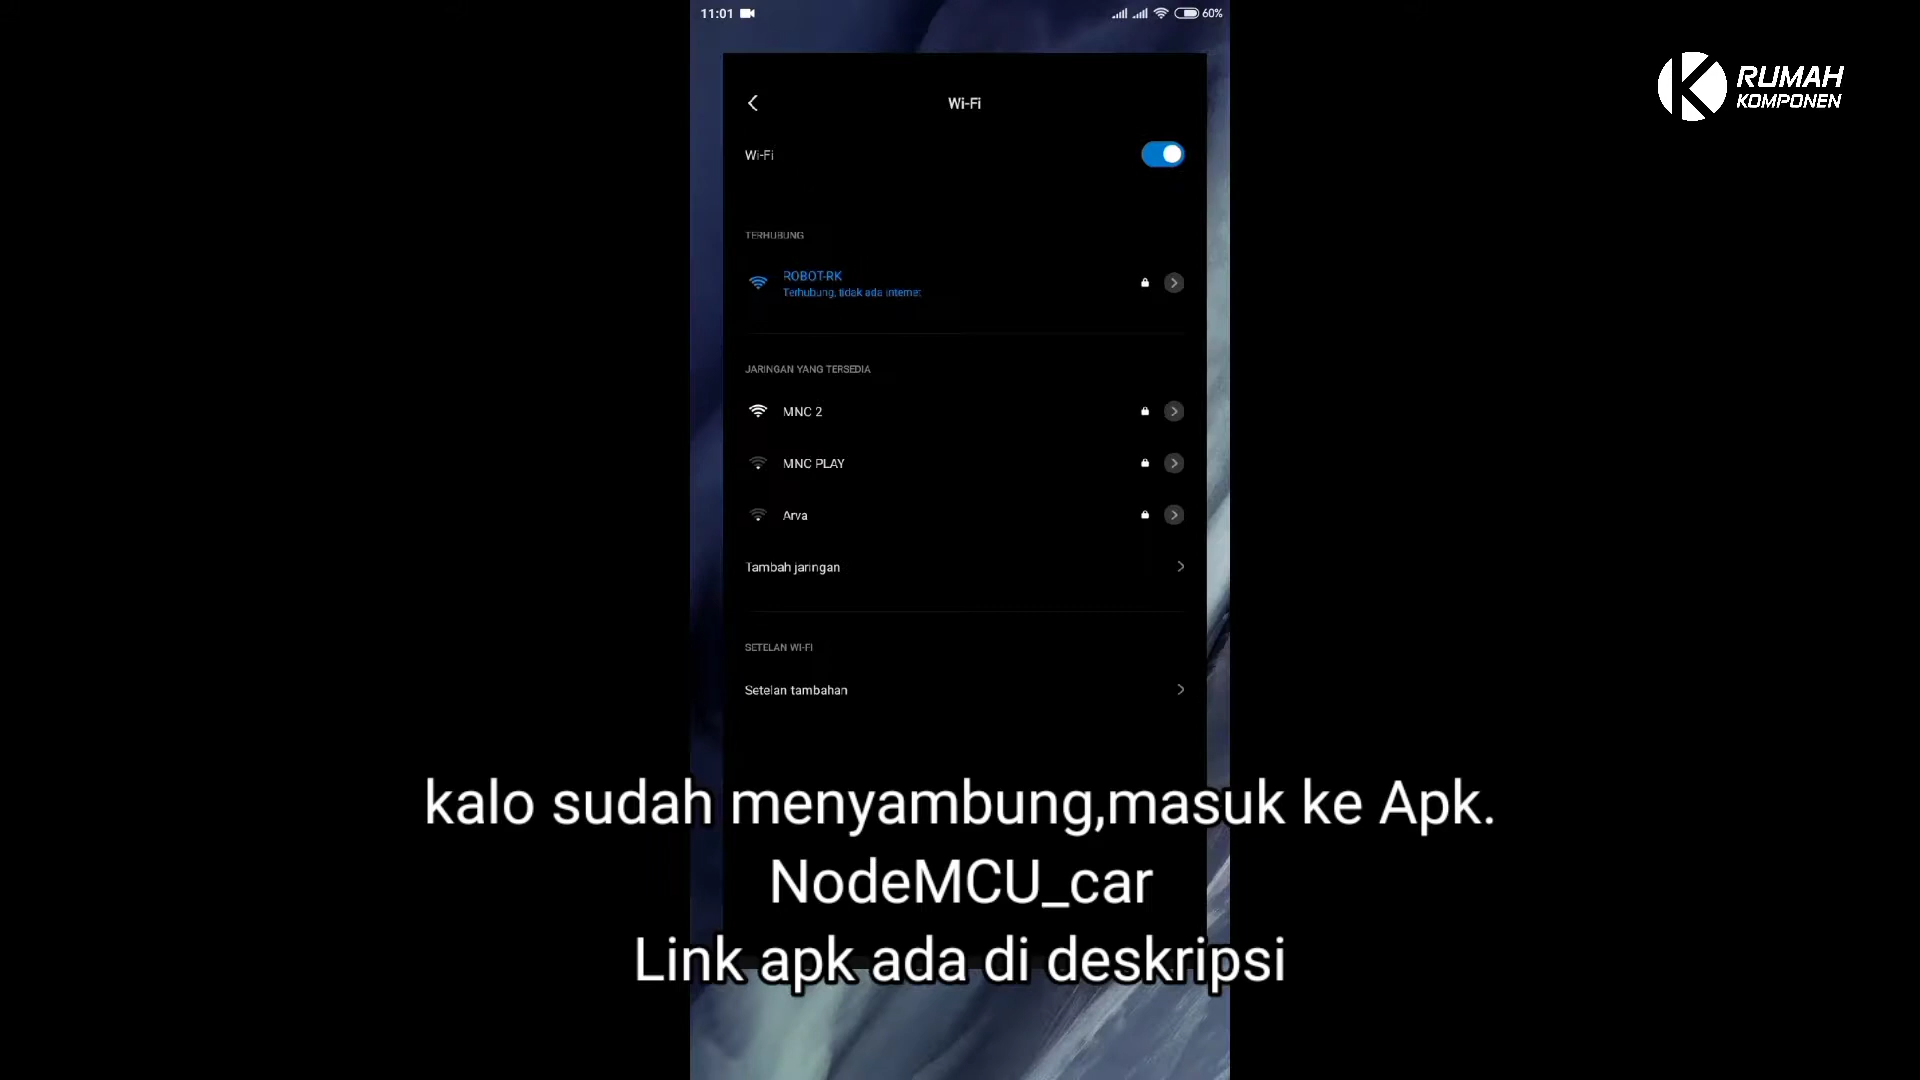 11:01
60%
RUMAH
KOMPONEN
Wi-Fi
Wi-Fi
TERHUBUNG
ROBOT-RK
Terhubung, tidak ada internet
JARINGAN YANG TERSEDIA
MNC 2
MNC PLAY
Arva
Tambah jaringan
SETELAN WI-FI
Setelan tambahan
kalo sudah menyambung,masuk ke Apk.
NodeMCU_car
Link apk ada di deskripsi